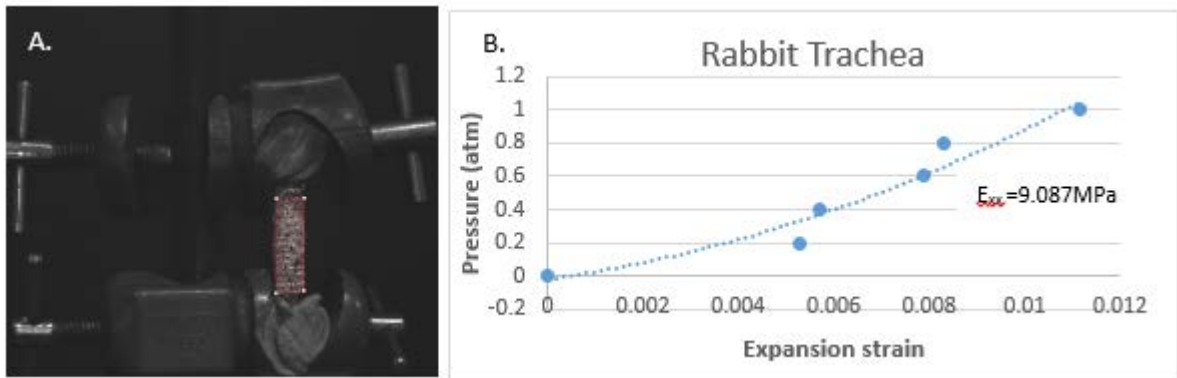 A.
B.
Rabbit Trachea
Pressure (atm)
1.2
1
0.8
0.6
0.4
0.2
0
-0.2
0
0.002
0.004
0.006
0.008
0.01
0.012
Exx=9.087MPa
Expansion strain